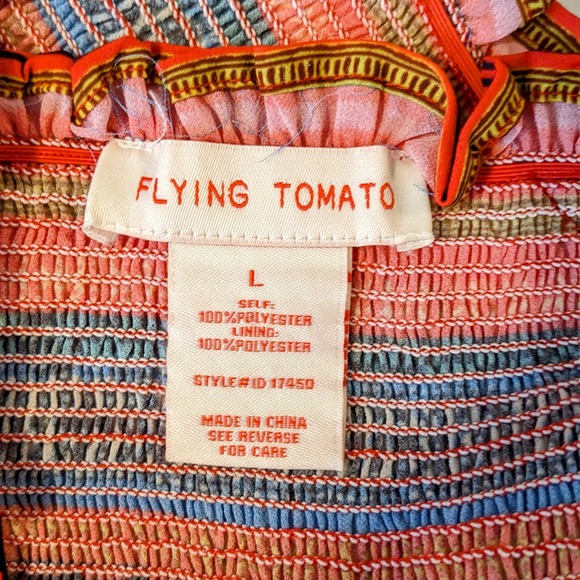 FLYING TOMATO
L
SELF:
100%POLYESTER
LINING:
100%POLYESTER
STYLE#ID 17450
MADE IN CHINA
SEE REVERSE
FOR CARE